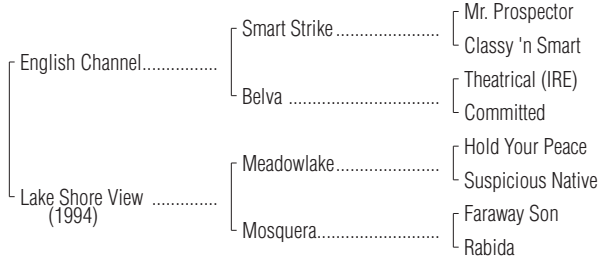 Mr. Prospector
Smart Strike ....................
Classy 'n Smart
English Channel...............
Theatrical (IRE)
Belva .............................
Committed
Hold Your Peace
Meadowlake....................
Suspicious Native
Lake Shore View .............
(1994)
Faraway Son
Mosquera........................
Rabida